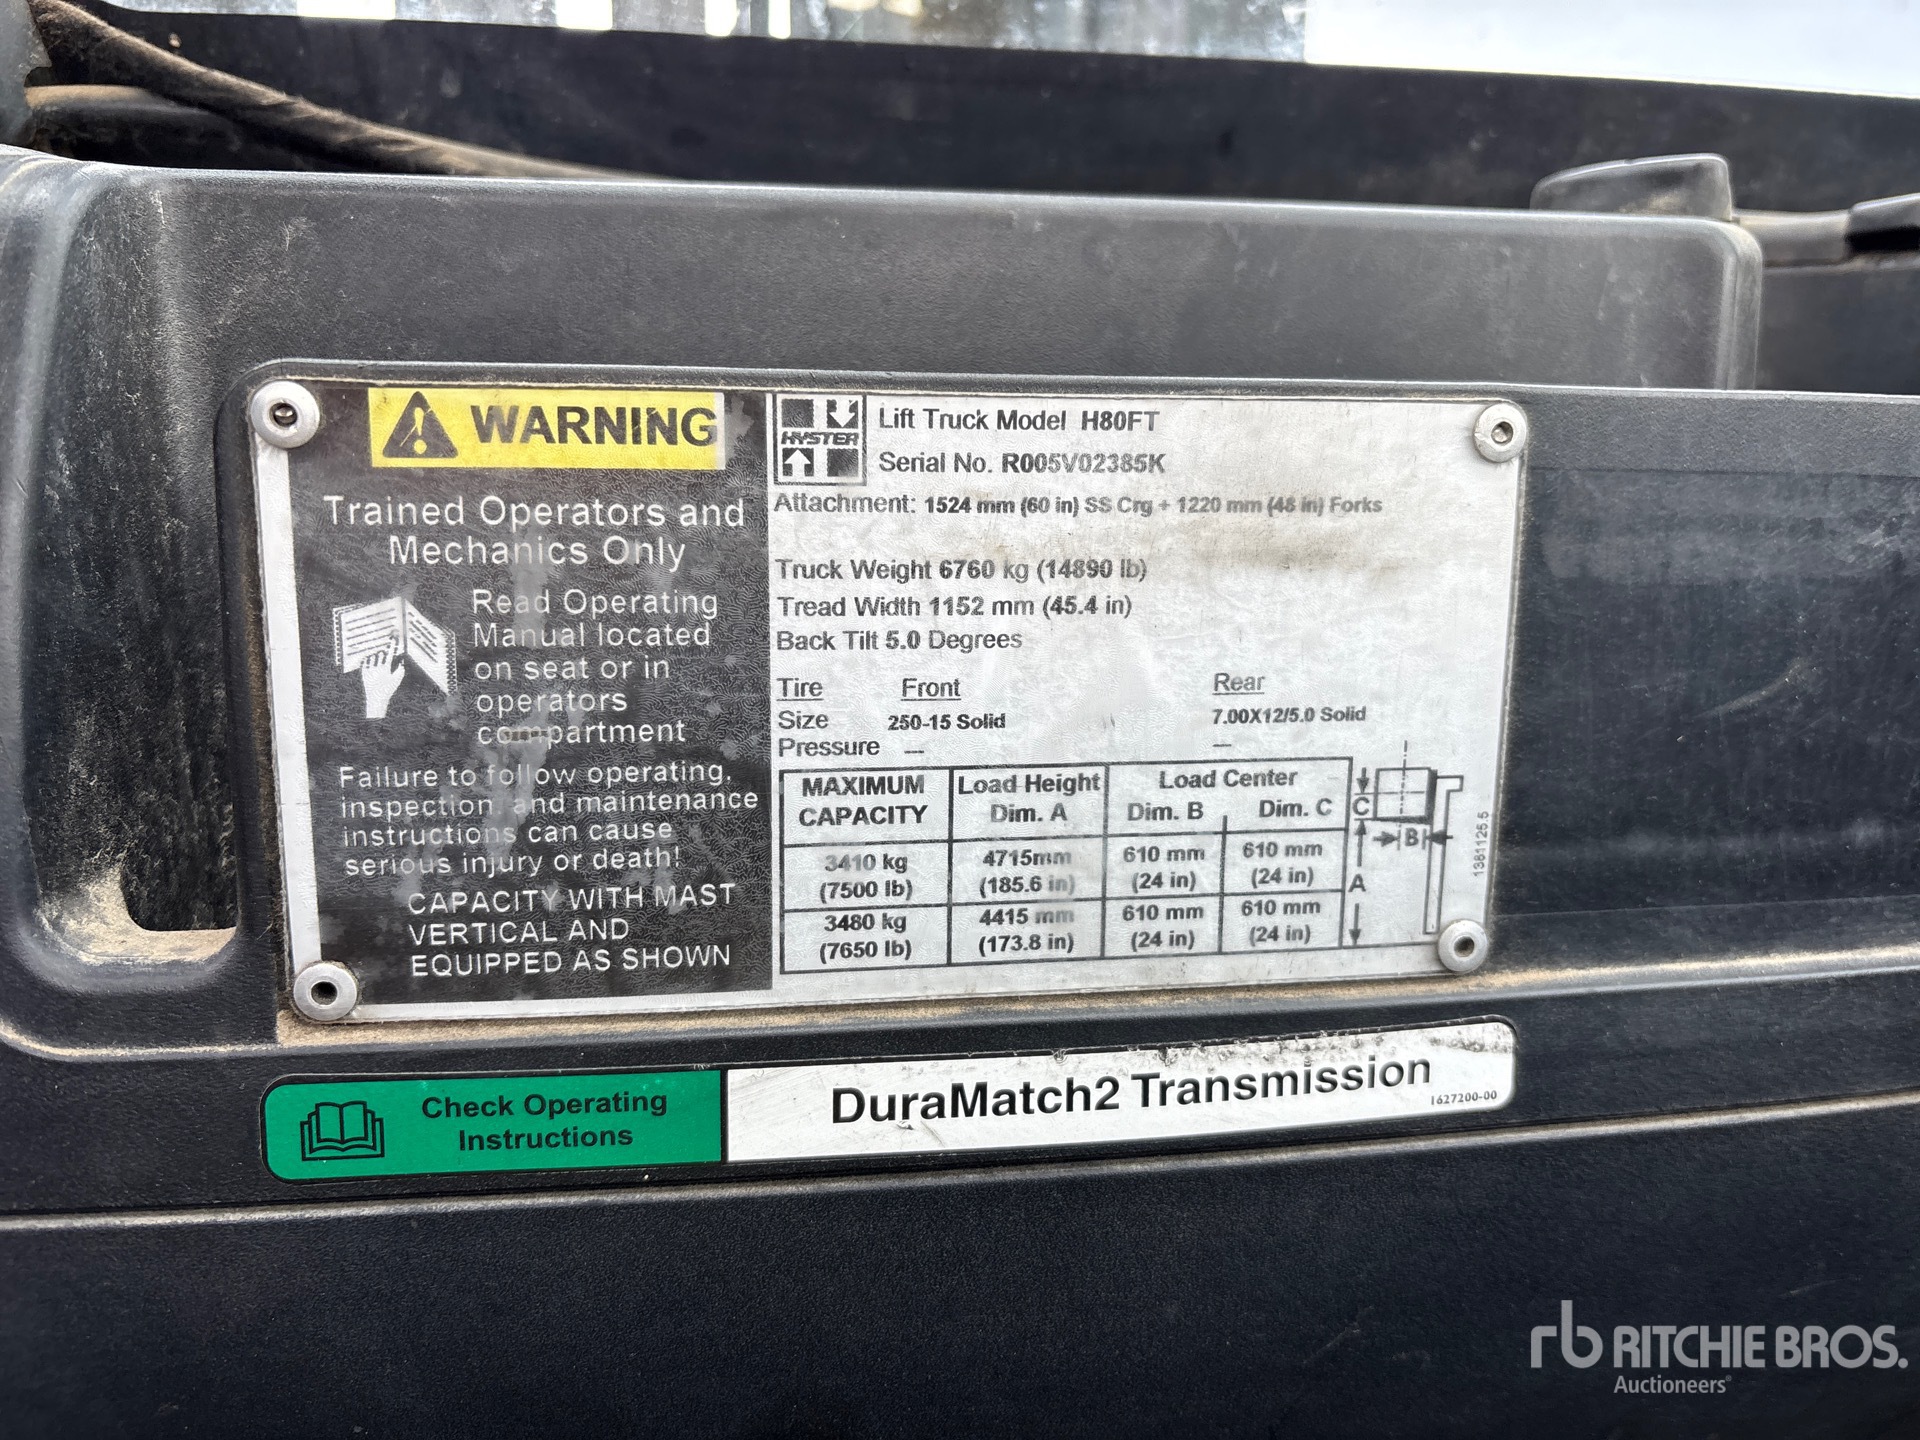 WARNING
Trained Operators and
Mechanics Only
Read Operating
Manual located
on seat or in
operators
compartment
Failure to follow operating,
inspection and maintenance
instructions can cause
serious injury or death!
CAPACITY WITH MAST
VERTICAL AND
EQUIPPED AS SHOWN
HYSTER
Lift Truck Model H80FT
Serial No. R005V02385K
Attachment: 1524 mm (60 in) SS Crg + 1220 mm (48 in) Forks
Truck Weight 6760 kg (14890 lb)
Tread Width 1152 mm (45.4 in)
Back Tilt 5.0 Degrees
Tire Front Rear
Size 250-15 Solid 7.00X12/5.0 Solid
Pressure — —
MAXIMUM Load Height Load Center
CAPACITY Dim. A Dim. B Dim. C
3410 kg 4715mm 610 mm 610 mm
(7500 lb) (185.6 in) (24 in) (24 in)
3480 kg 4415 mm 610 mm 610 mm
(7650 lb) (173.8 in) (24 in) (24 in)
C
B
A
1381125.5
Check Operating
Instructions
DuraMatch2 Transmission
1627200-00
rb RITCHIE BROS.
Auctioneers®